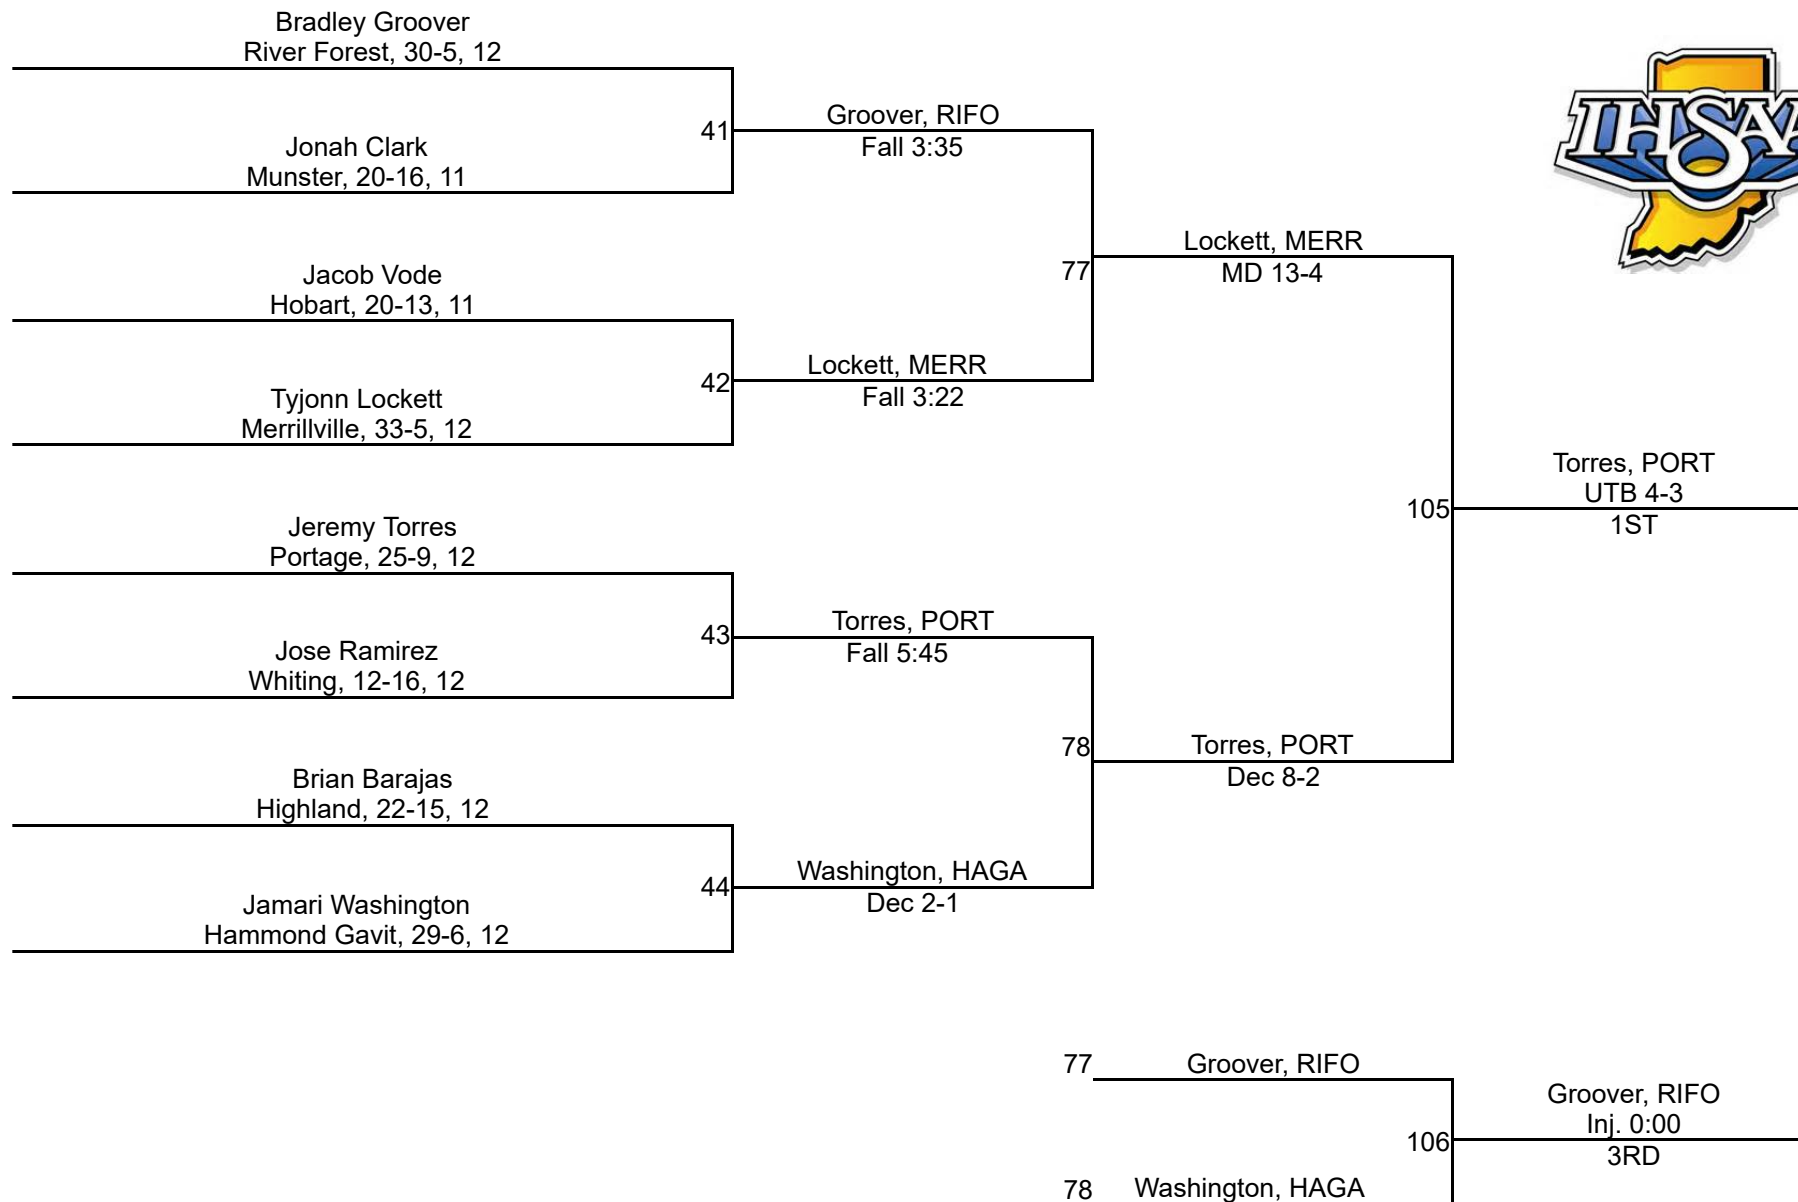 Bradley Groover
River Forest, 30-5, 12
Jonah Clark
Munster, 20-16, 11
41
Groover, RIFO
Fall 3:35
Jacob Vode
Hobart, 20-13, 11
Tyjonn Lockett
Merrillville, 33-5, 12
42
Lockett, MERR
Fall 3:22
77
Lockett, MERR
MD 13-4
IHSAA
Jeremy Torres
Portage, 25-9, 12
Jose Ramirez
Whiting, 12-16, 12
43
Torres, PORT
Fall 5:45
Brian Barajas
Highland, 22-15, 12
Jamari Washington
Hammond Gavit, 29-6, 12
44
Washington, HAGA
Dec 2-1
78
Torres, PORT
Dec 8-2
105
Torres, PORT
UTB 4-3
1ST
77
Groover, RIFO
78
Washington, HAGA
106
Groover, RIFO
Inj. 0:00
3RD